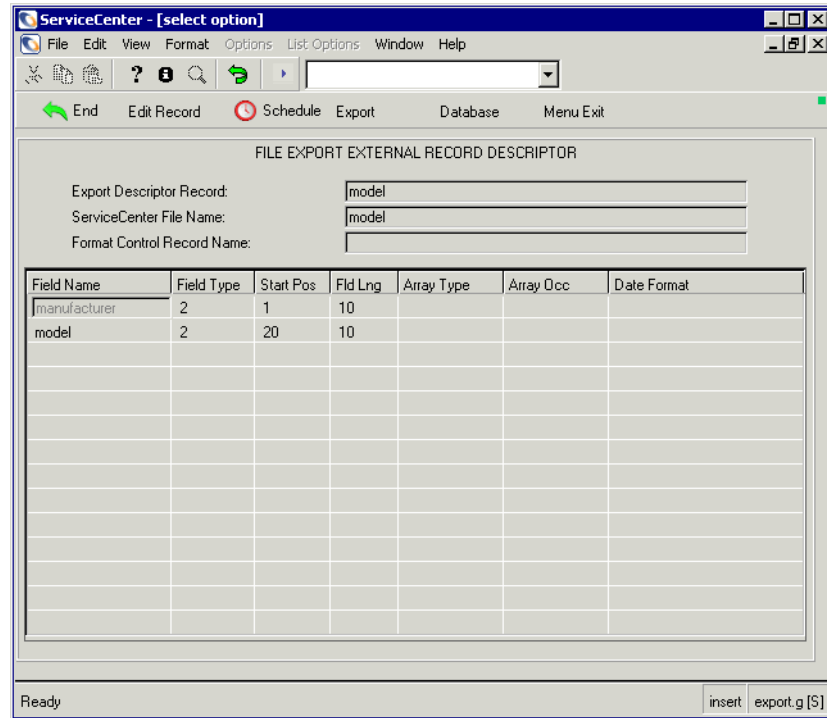 ServiceCenter - [select option]
File Edit View Format Options List Options Window Help
?
End Edit Record Schedule Export Database Menu Exit
FILE EXPORT EXTERNAL RECORD DESCRIPTOR
Export Descriptor Record: model
ServiceCenter File Name: model
Format Control Record Name:
Field Name Field Type Start Pos Fld Lng Array Type Array Occ Date Format
manufacturer 2 1 10
model 2 20 10
Ready insert export.g [S]